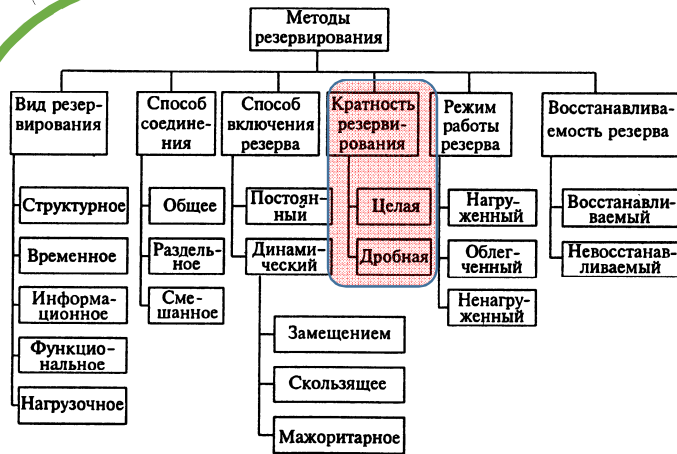 Методы
резервирования
Вид резер-
вирования
Структурное
Временное
Информа-
ционное
Функцио-
нальное
Нагрузочное
Способ
соедине-
ния
Общее
Раздель-
ное
Сме-
шанное
Способ
включения
резерва
Постоян-
ный
Динами-
ческий
Замещением
Скользящее
Мажоритарное
Кратность
резерви-
рования
Целая
Дробная
Режим
работы
резерва
Нагру-
женный
Облег-
ченный
Ненагру-
женный
Восстанавлива-
емость резерва
Восстанавли-
ваемый
Невосстанав-
ливаемый